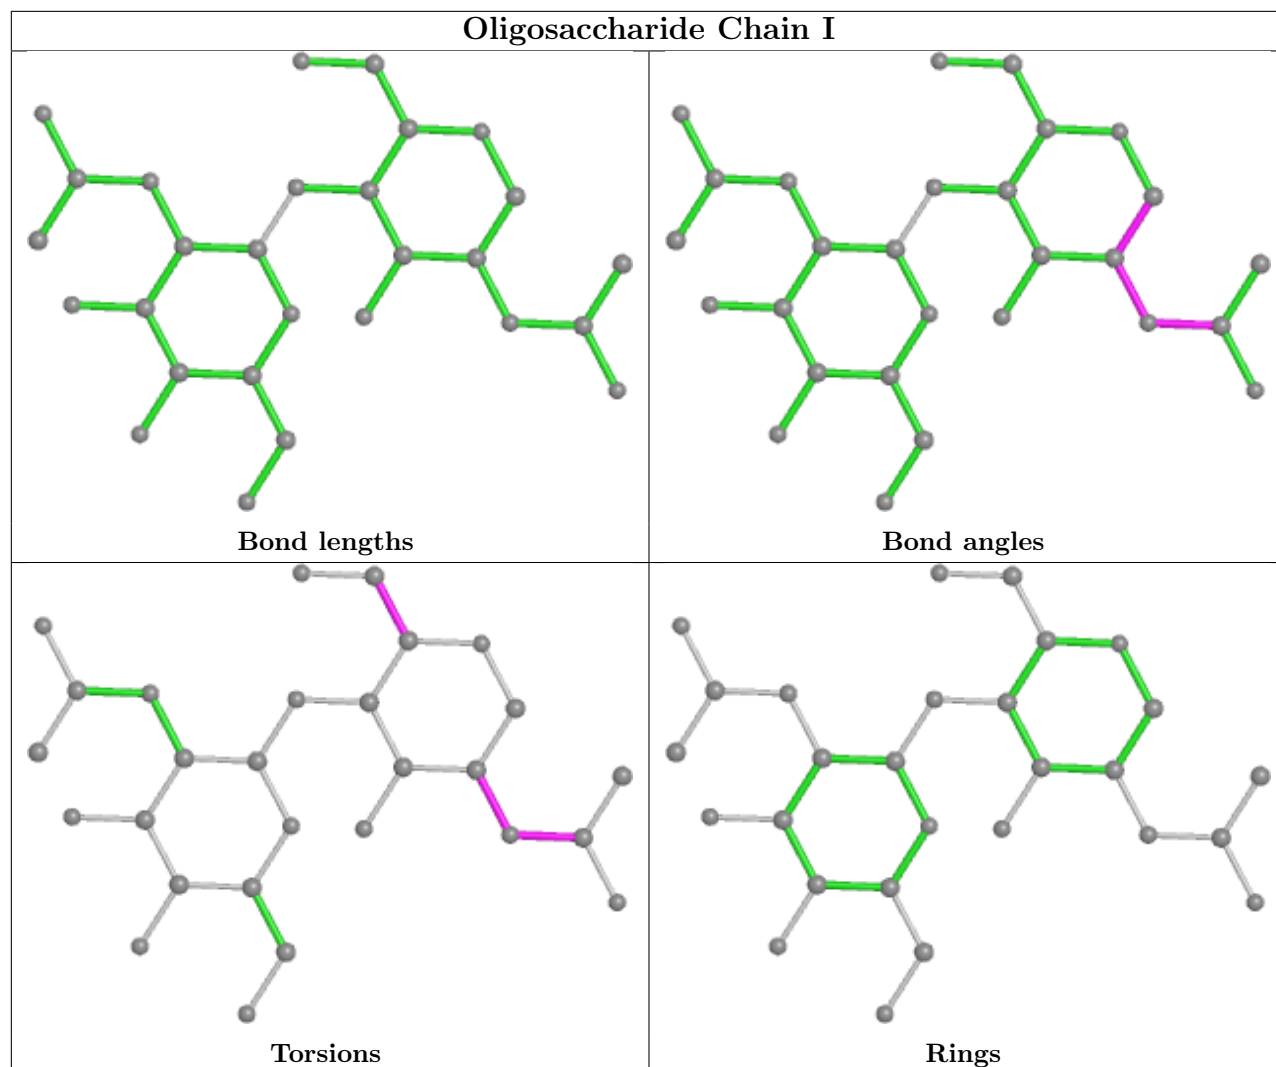 Oligosaccharide Chain I
Bond lengths
Bond angles
Torsions
Rings